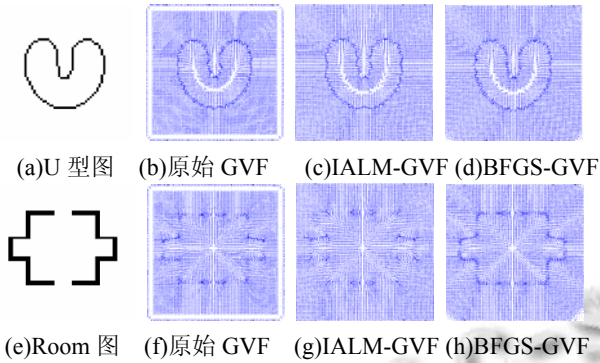 (a)U 型图 (b)原始 GVF (c)IALM-GVF (d)BFGS-GVF
(e)Room 图 (f)原始 GVF (g)IALM-GVF (h)BFGS-GVF